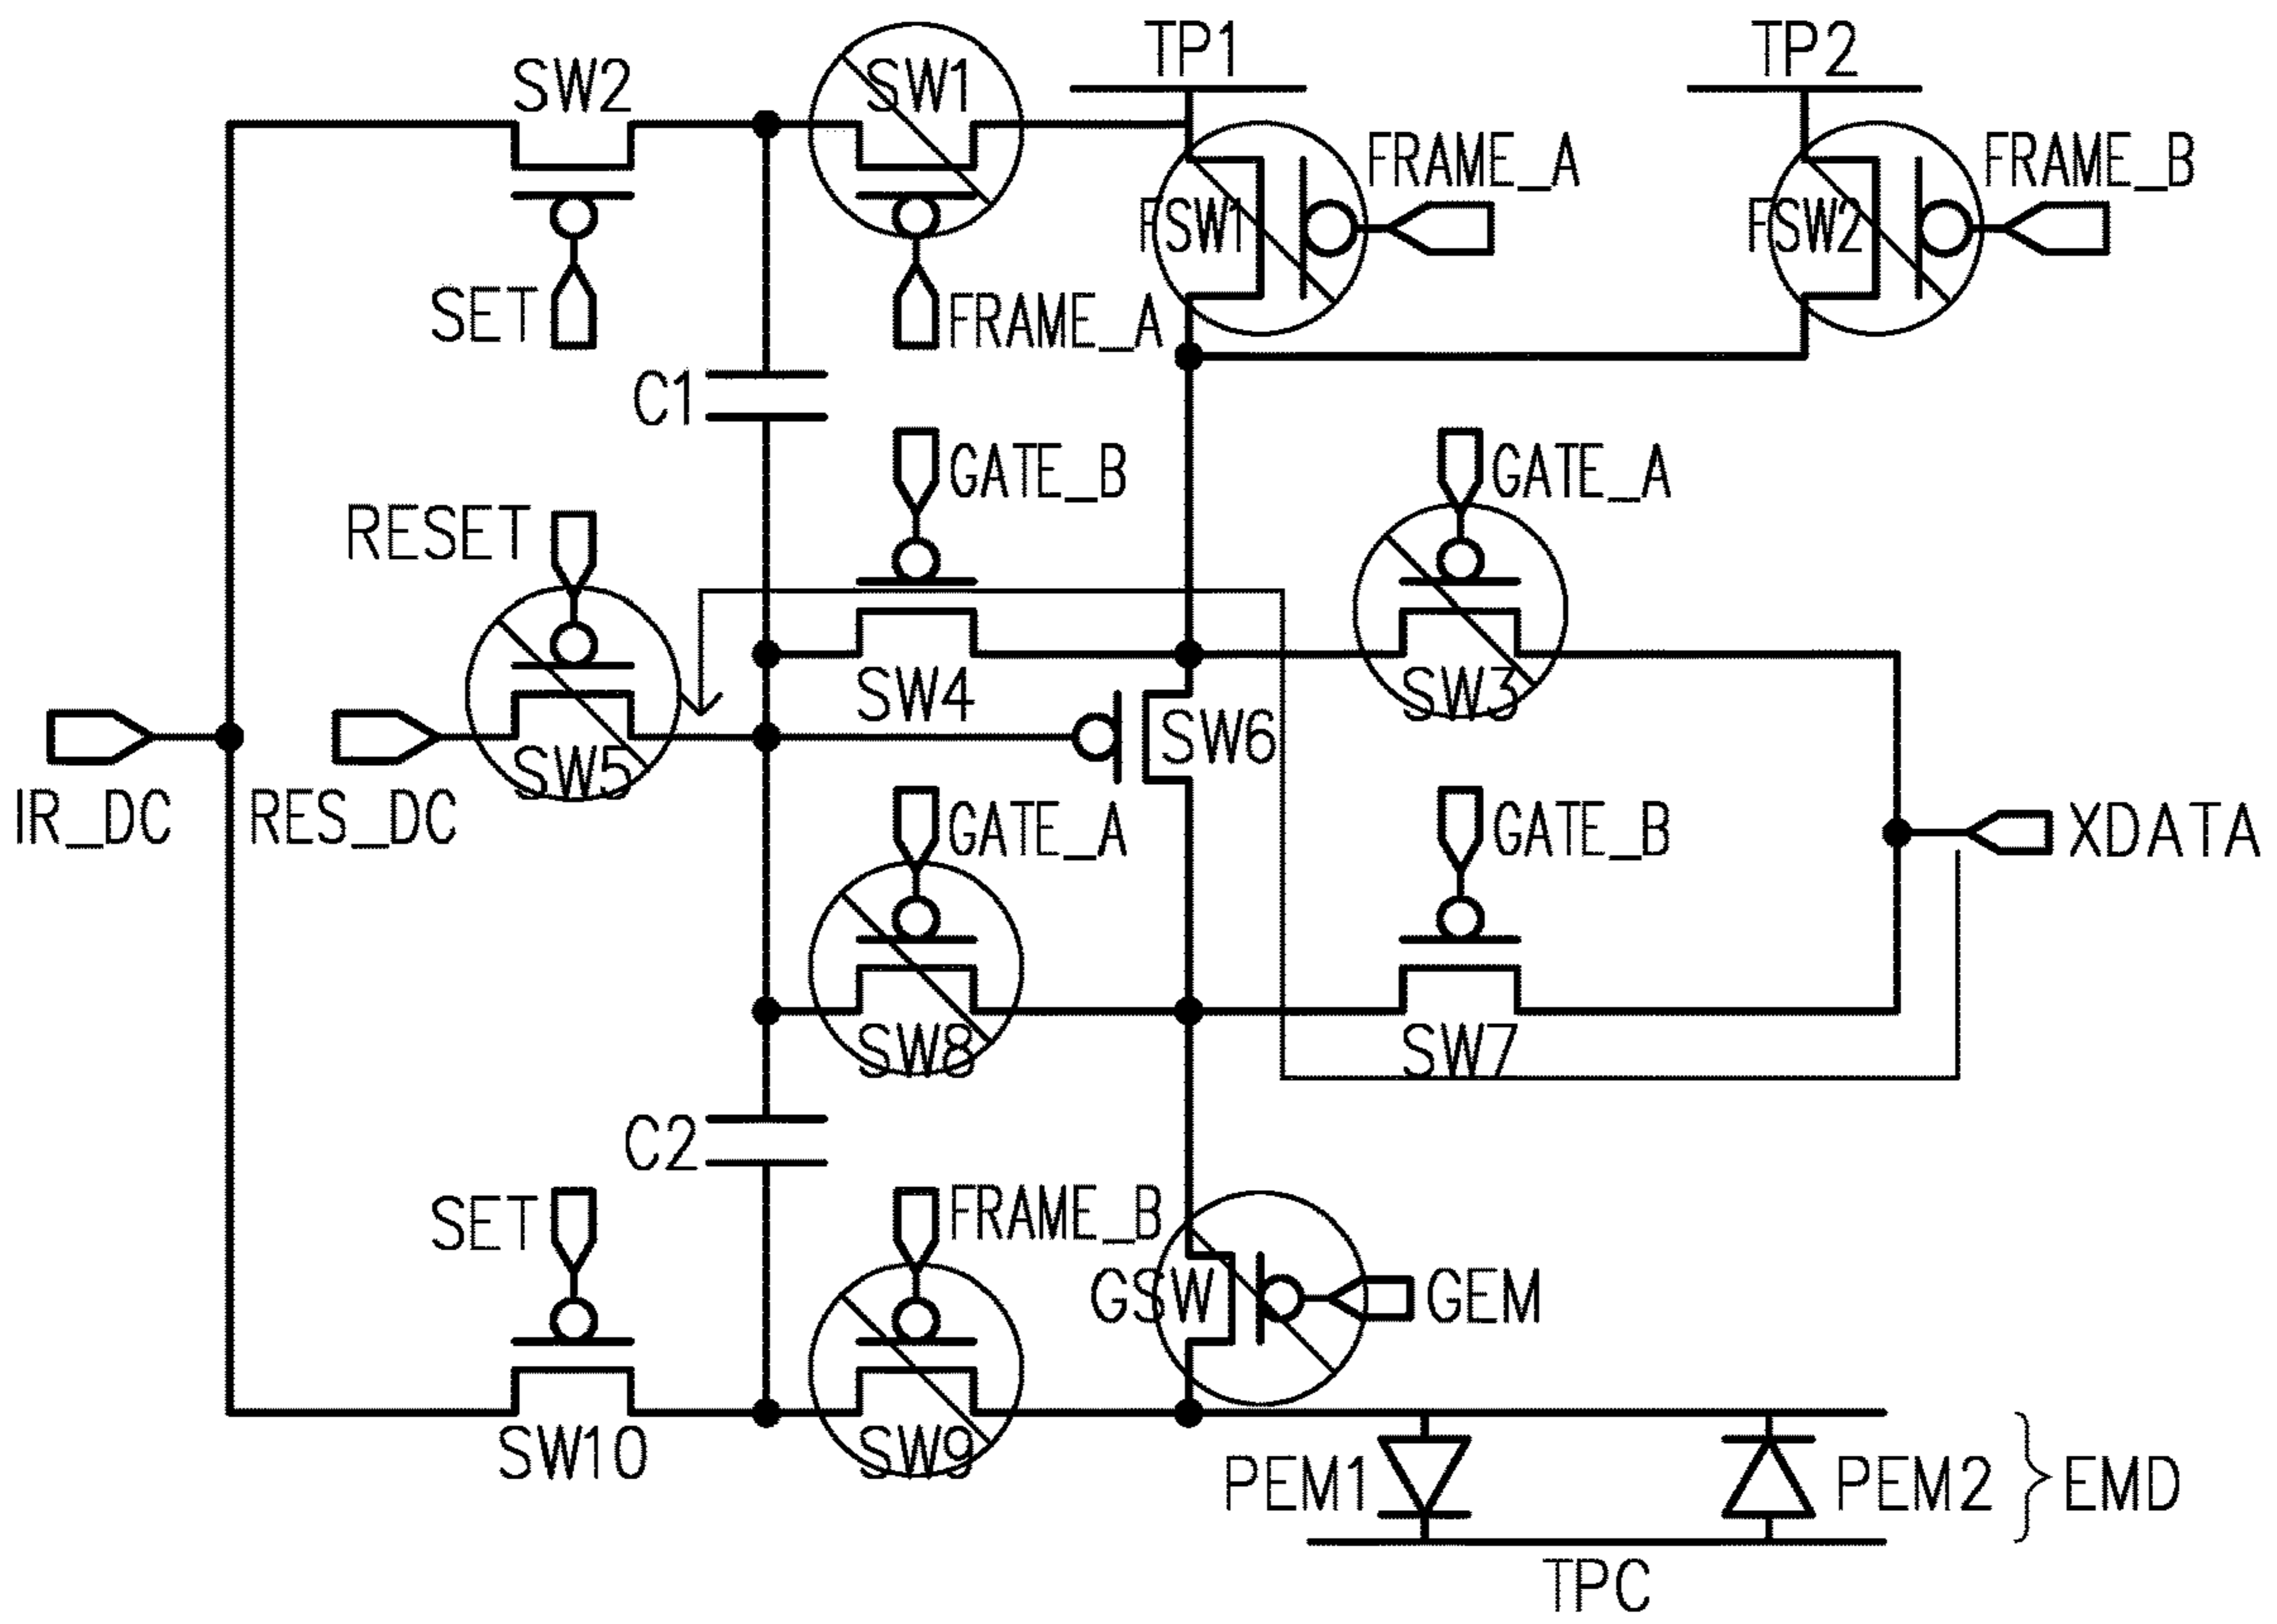 TP1
TP2
SW2
SW1
FRAME_A
FRAME_B
FSW1
FSW2
SET
FRAME_A
C1
GATE_B
GATE_A
RESET
SW4
SW3
SW6
SW5
IR_DC
RES_DC
GATE_A
GATE_B
XDATA
SW8
SW7
C2
SET
FRAME_B
GSW
GEM
SW10
SW9
PEM1
PEM2
EMD
TPC